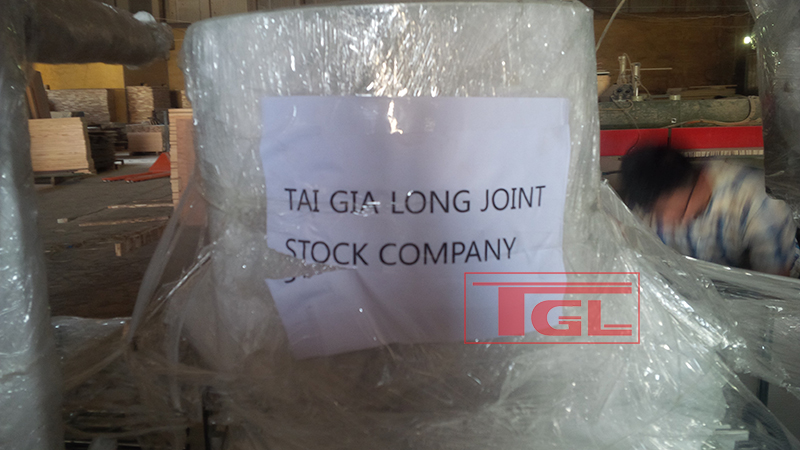 TAI GIA LONG JOINT
STOCK COMPANY
TGL